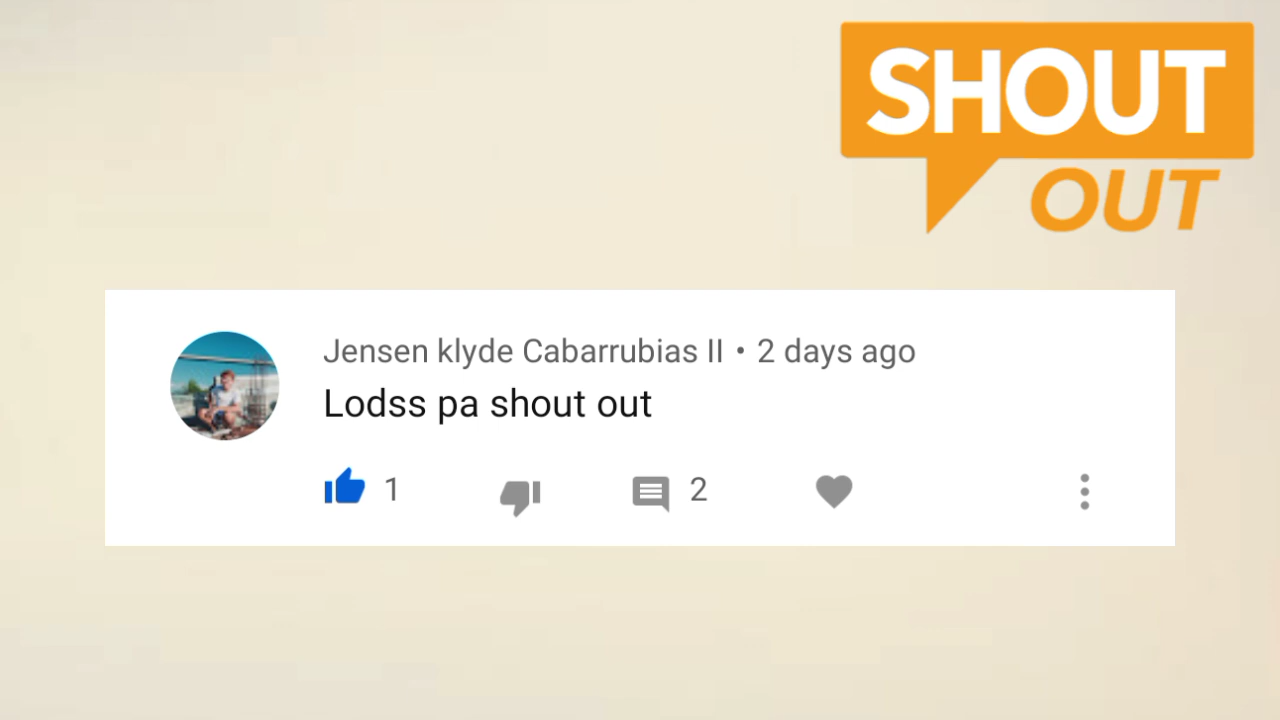 SHOUT
OUT
Jensen klyde Cabarrubias II • 2 days ago
Lodss pa shout out
1
2